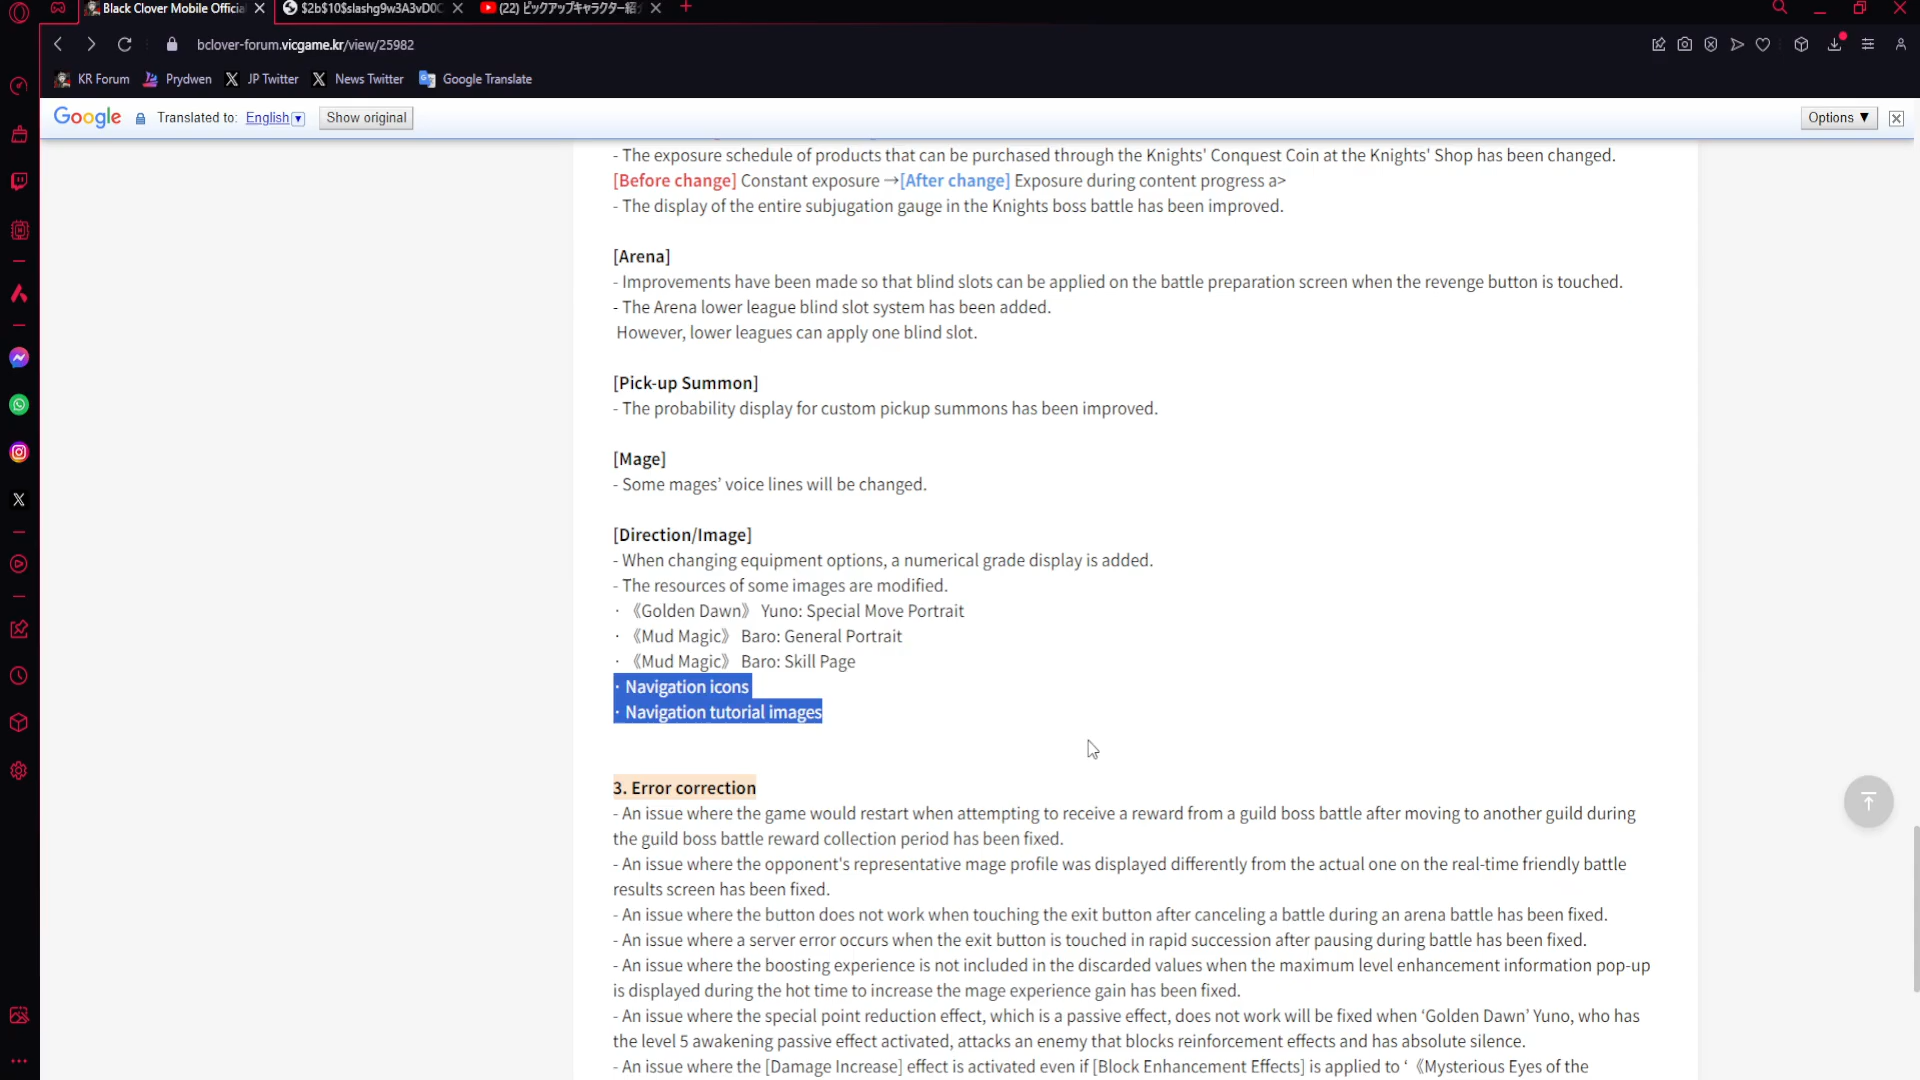 Black Clover Mobile Officia
$2b$10$slashg9w3A3vD0C
(22) ピックアップキャラクター紹
bclover-forum.vicgame.kr/view/25982
KR Forum
Prydwen
JP Twitter
News Twitter
Google Translate
Google
Translated to:
English
Show original
Options ▼
- The exposure schedule of products that can be purchased through the Knights' Conquest Coin at the Knights' Shop has been changed.
[Before change] Constant exposure →[After change] Exposure during content progress a>
- The display of the entire subjugation gauge in the Knights boss battle has been improved.
[Arena]
- Improvements have been made so that blind slots can be applied on the battle preparation screen when the revenge button is touched.
- The Arena lower league blind slot system has been added.
However, lower leagues can apply one blind slot.
[Pick-up Summon]
- The probability display for custom pickup summons has been improved.
[Mage]
- Some mages’ voice lines will be changed.
[Direction/Image]
- When changing equipment options, a numerical grade display is added.
- The resources of some images are modified.
· 《Golden Dawn》 Yuno: Special Move Portrait
· 《Mud Magic》 Baro: General Portrait
· 《Mud Magic》 Baro: Skill Page
· Navigation icons
· Navigation tutorial images
3. Error correction
- An issue where the game would restart when attempting to receive a reward from a guild boss battle after moving to another guild during
the guild boss battle reward collection period has been fixed.
- An issue where the opponent's representative mage profile was displayed differently from the actual one on the real-time friendly battle
results screen has been fixed.
- An issue where the button does not work when touching the exit button after canceling a battle during an arena battle has been fixed.
- An issue where a server error occurs when the exit button is touched in rapid succession after pausing during battle has been fixed.
- An issue where the boosting experience is not included in the discarded values when the maximum level enhancement information pop-up
is displayed during the hot time to increase the mage experience gain has been fixed.
- An issue where the special point reduction effect, which is a passive effect, does not work will be fixed when ‘Golden Dawn’ Yuno, who has
the level 5 awakening passive effect activated, attacks an enemy that blocks reinforcement effects and has absolute silence.
- An issue where the [Damage Increase] effect is activated even if [Block Enhancement Effects] is applied to ‘《Mysterious Eyes of the